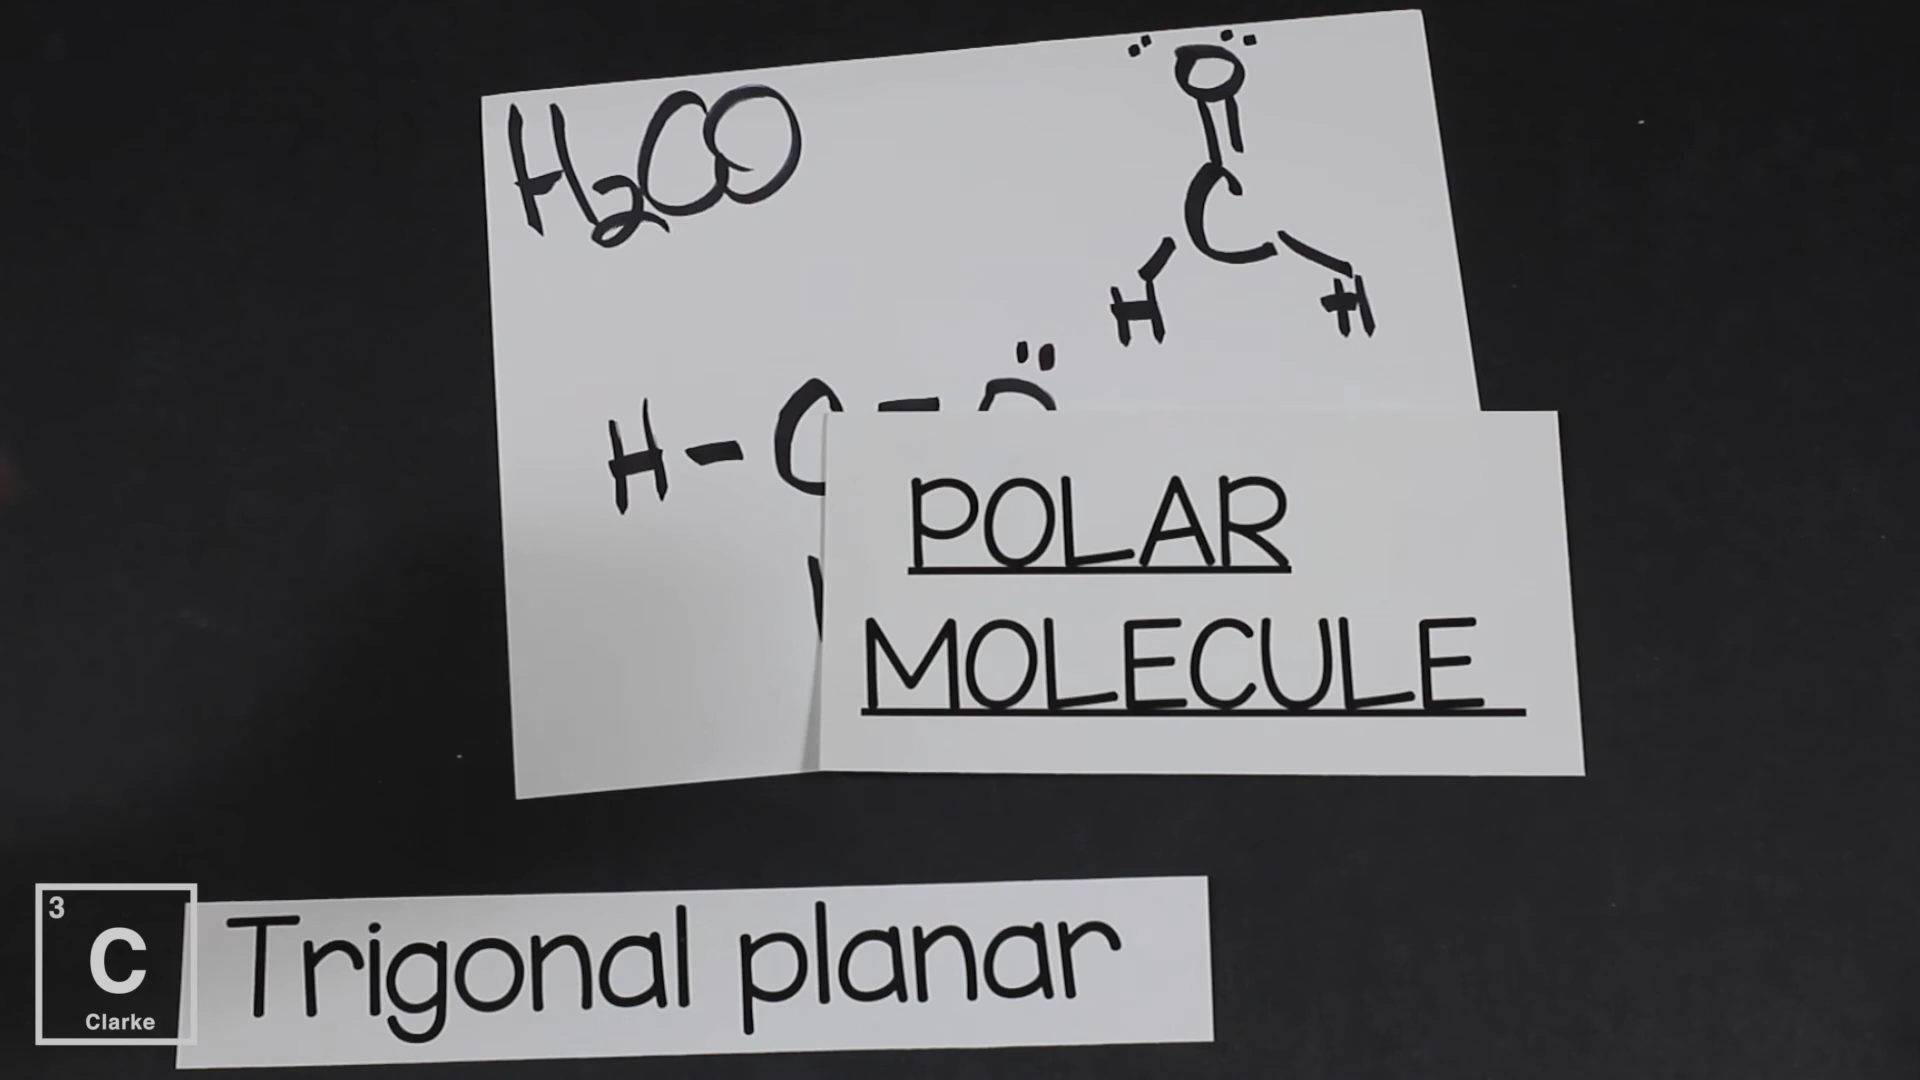 H₂CO
O
C
H H
H-C-
POLAR
MOLECULE
Trigonal planar
3
C
Clarke